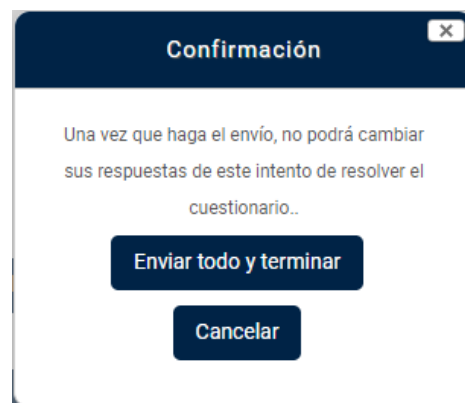 Confirmación
Una vez que haga el envío, no podrá cambiar
sus respuestas de este intento de resolver el
cuestionario..
Enviar todo y terminar
Cancelar